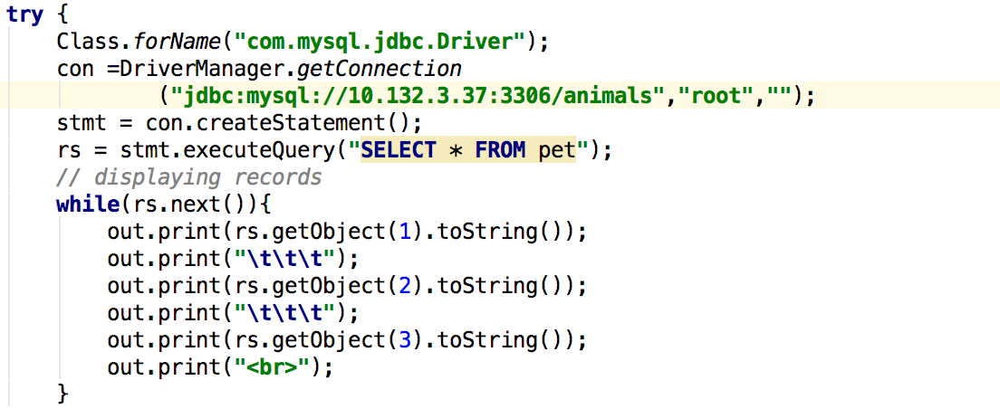 try {
    Class.forName("com.mysql.jdbc.Driver");
    con =DriverManager.getConnection
            ("jdbc:mysql://10.132.3.37:3306/animals","root","");
    stmt = con.createStatement();
    rs = stmt.executeQuery("SELECT * FROM pet");
    // displaying records
    while(rs.next()){
        out.print(rs.getObject(1).toString());
        out.print("\t\t\t");
        out.print(rs.getObject(2).toString());
        out.print("\t\t\t");
        out.print(rs.getObject(3).toString());
        out.print("<br>");
    }